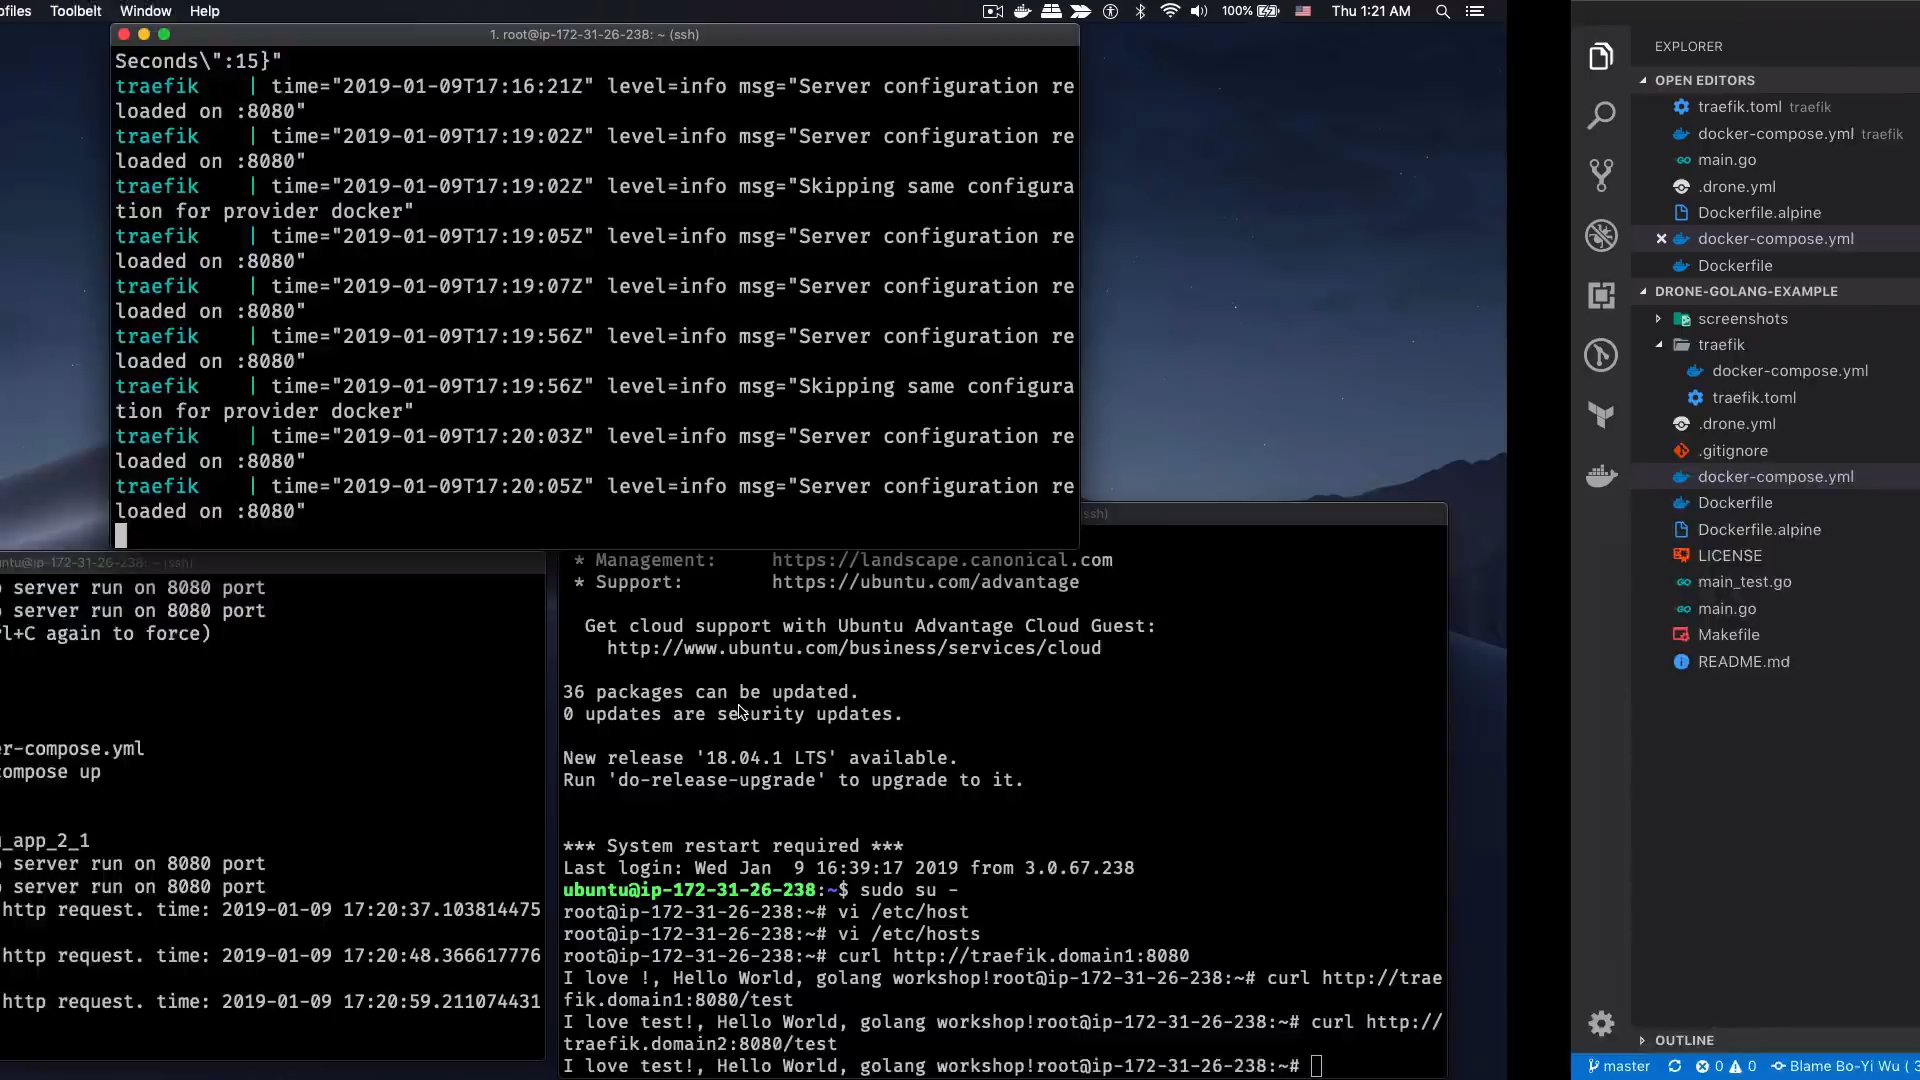 ofiles Toolbelt Window Help 100% Thu 1:21 AM
1. root@ip-172-31-26-238: ~ (ssh)
Seconds\":15}"
traefik | time="2019-01-09T17:16:21Z" level=info msg="Server configuration re
loaded on :8080"
traefik | time="2019-01-09T17:19:02Z" level=info msg="Server configuration re
loaded on :8080"
traefik | time="2019-01-09T17:19:02Z" level=info msg="Skipping same configura
tion for provider docker"
traefik | time="2019-01-09T17:19:05Z" level=info msg="Server configuration re
loaded on :8080"
traefik | time="2019-01-09T17:19:07Z" level=info msg="Server configuration re
loaded on :8080"
traefik | time="2019-01-09T17:19:56Z" level=info msg="Server configuration re
loaded on :8080"
traefik | time="2019-01-09T17:19:56Z" level=info msg="Skipping same configura
tion for provider docker"
traefik | time="2019-01-09T17:20:03Z" level=info msg="Server configuration re
loaded on :8080"
traefik | time="2019-01-09T17:20:05Z" level=info msg="Server configuration re
loaded on :8080"
ntu@ip-172-31-26-238: ~ (ssh)
server run on 8080 port
server run on 8080 port
l+C again to force)
er-compose.yml
compose up
_app_2_1
server run on 8080 port
server run on 8080 port
http request. time: 2019-01-09 17:20:37.103814475
http request. time: 2019-01-09 17:20:48.366617776
http request. time: 2019-01-09 17:20:59.211074431
ssh)
* Management: https://landscape.canonical.com
* Support: https://ubuntu.com/advantage
Get cloud support with Ubuntu Advantage Cloud Guest:
http://www.ubuntu.com/business/services/cloud
36 packages can be updated.
0 updates are security updates.
New release '18.04.1 LTS' available.
Run 'do-release-upgrade' to upgrade to it.
*** System restart required ***
Last login: Wed Jan  9 16:39:17 2019 from 3.0.67.238
ubuntu@ip-172-31-26-238:~$ sudo su -
root@ip-172-31-26-238:~# vi /etc/host
root@ip-172-31-26-238:~# vi /etc/hosts
root@ip-172-31-26-238:~# curl http://traefik.domain1:8080
I love !, Hello World, golang workshop!root@ip-172-31-26-238:~# curl http://trae
fik.domain1:8080/test
I love test!, Hello World, golang workshop!root@ip-172-31-26-238:~# curl http://
traefik.domain2:8080/test
I love test!, Hello World, golang workshop!root@ip-172-31-26-238:~#
EXPLORER
OPEN EDITORS
traefik.toml traefik
docker-compose.yml traefik
main.go
.drone.yml
Dockerfile.alpine
docker-compose.yml
Dockerfile
DRONE-GOLANG-EXAMPLE
screenshots
traefik
docker-compose.yml
traefik.toml
.drone.yml
.gitignore
docker-compose.yml
Dockerfile
Dockerfile.alpine
LICENSE
main_test.go
main.go
Makefile
README.md
OUTLINE
master 0 0 Blame Bo-Yi Wu (